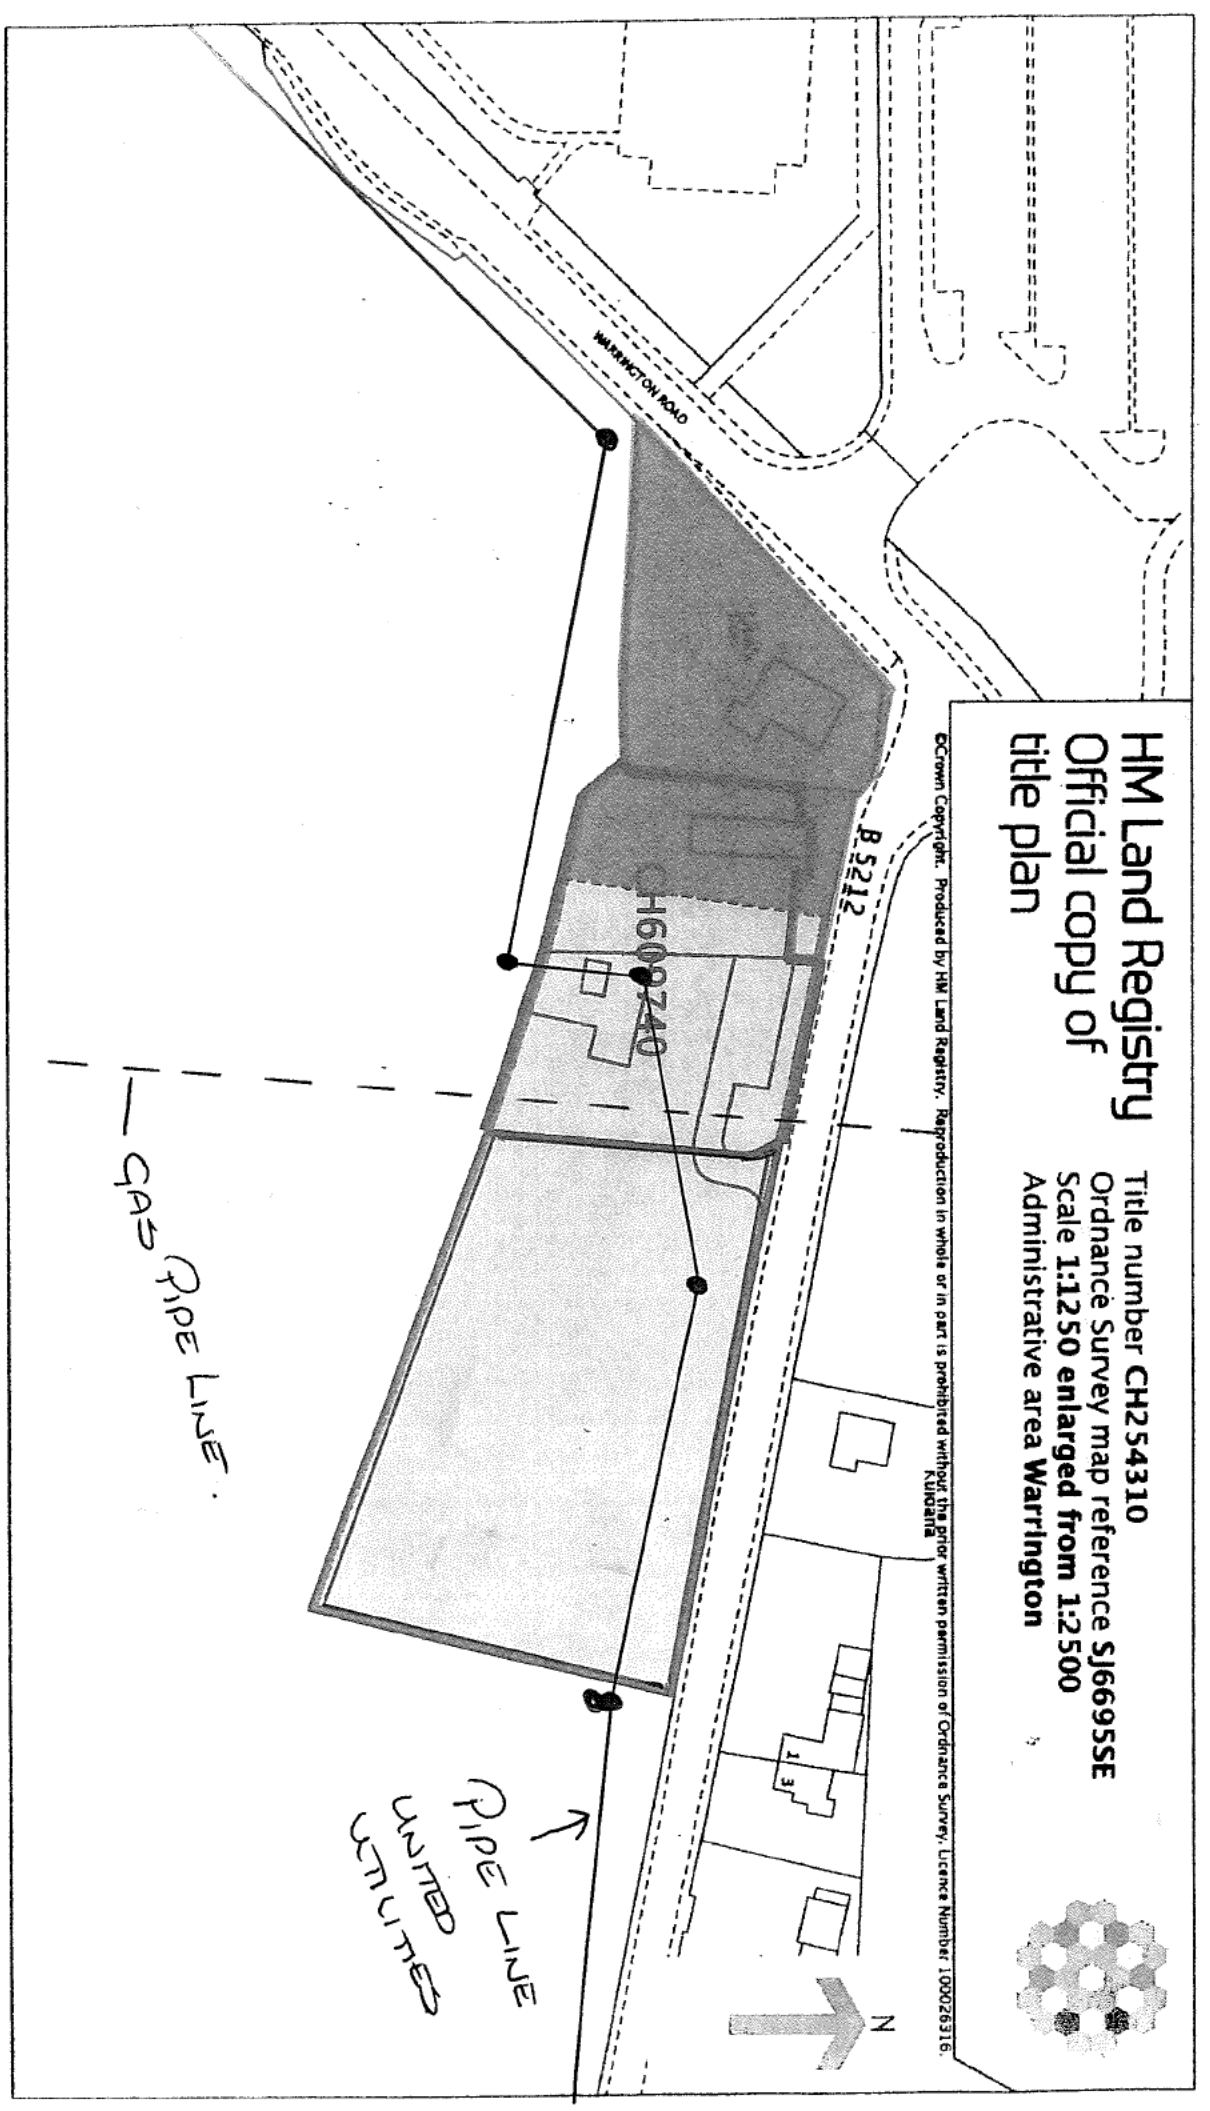 HM Land Registry
Official copy of
title plan
Title number CH254310
Ordnance Survey map reference SJ6695SE
Scale 1:1250 enlarged from 1:2500
Administrative area Warrington
©Crown Copyright. Produced by HM Land Registry. Reproduction in whole or in part is prohibited without the prior written permission of Ordnance Survey. Licence Number 100026316.
N
WARRINGTON ROAD
B 5212
CH609740
1
3
GAS PIPE LINE.
PIPE LINE
UNITED
UTILITIES